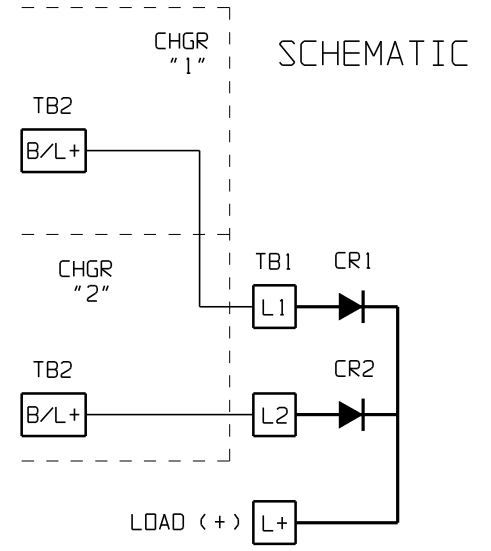 CHGR
"1"
SCHEMATIC
TB2
B/L+
CHGR
"2"
TB1
CR1
L1
TB2
CR2
B/L+
L2
LOAD (+)
L+